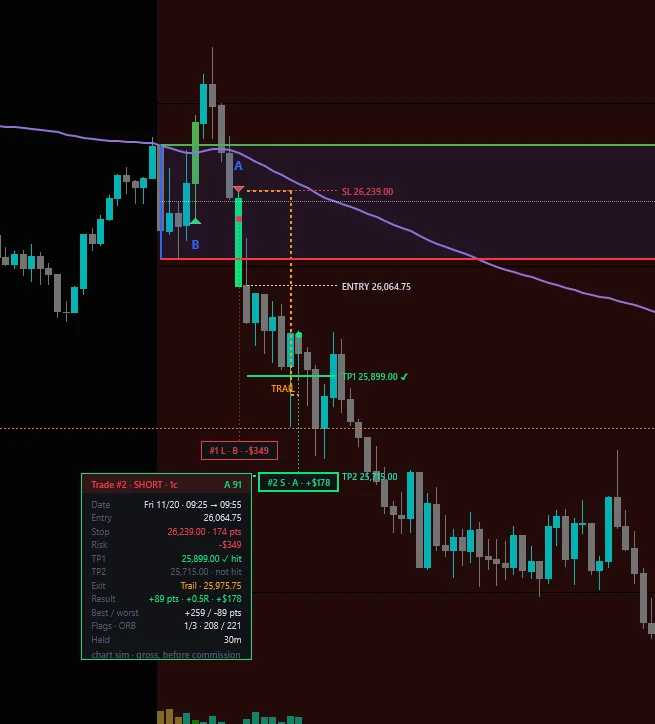 A
SL 26,239.00
B
ENTRY 26,064.75
TP1 25,899.00 ✓
TRAIL
#1 L · B · -$349
TP2 25,715.00
#2 S · A · +$178
Trade #2 · SHORT · 1c A 91
Date Fri 11/20 · 09:25 → 09:55
Entry 26,064.75
Stop 26,239.00 · 174 pts
Risk -$349
TP1 25,899.00 ✓ hit
TP2 25,715.00 · not hit
Exit Trail · 25,975.75
Result +89 pts · +0.5R · +$178
Best / worst +259 / -89 pts
Flags · ORB 1/3 · 208 / 221
Held 30m
chart sim · gross, before commission